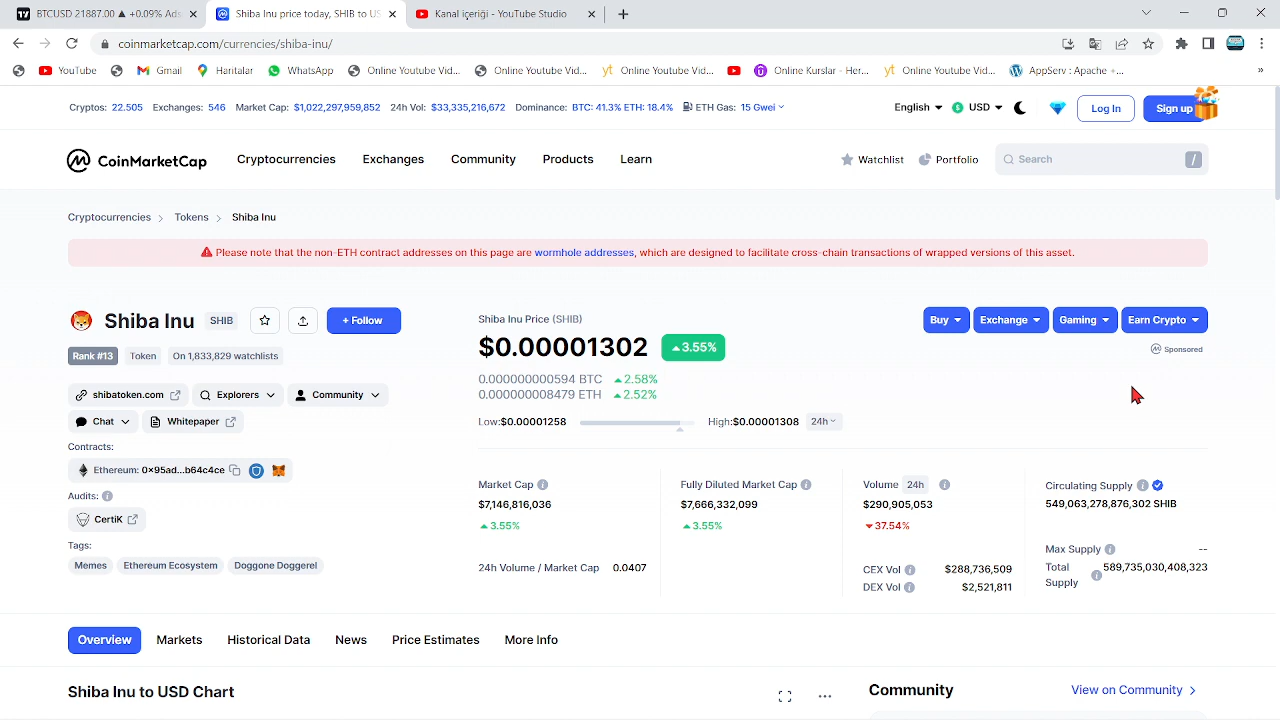 BTCUSD 21887.00 ▲ +0.09% Ads
Shiba Inu price today, SHIB to US
Kanal içeriği - YouTube Studio
coinmarketcap.com/currencies/shiba-inu/
YouTube Gmail Haritalar WhatsApp Online Youtube Vid... Online Youtube Vid... Online Youtube Vid... Online Kurslar - Her... Online Youtube Vid... AppServ : Apache +... »
Cryptos: 22.505 Exchanges: 546 Market Cap: $1,022,297,959,852 24h Vol: $33,335,216,672 Dominance: BTC: 41.3% ETH: 18.4% ETH Gas: 15 Gwei English USD Log In Sign up
CoinMarketCap Cryptocurrencies Exchanges Community Products Learn Watchlist Portfolio Search /
Cryptocurrencies > Tokens > Shiba Inu
Please note that the non-ETH contract addresses on this page are wormhole addresses, which are designed to facilitate cross-chain transactions of wrapped versions of this asset.
Shiba Inu SHIB + Follow
Rank #13 Token On 1,833,829 watchlists
shibatoken.com Explorers Community
Chat Whitepaper
Contracts:
Ethereum: 0x95ad...b64c4ce
Audits:
CertiK
Tags:
Memes Ethereum Ecosystem Doggone Doggerel
Shiba Inu Price (SHIB)
$0.00001302 3.55%
0.000000000594 BTC 2.58%
0.000000008479 ETH 2.52%
Low:$0.00001258 High:$0.00001308 24h
Buy Exchange Gaming Earn Crypto
Sponsored
Market Cap
$7,146,816,036
3.55%
24h Volume / Market Cap 0.0407
Fully Diluted Market Cap
$7,666,332,099
3.55%
Volume 24h
$290,905,053
37.54%
CEX Vol $288,736,509
DEX Vol $2,521,811
Circulating Supply
549,063,278,876,302 SHIB
Max Supply --
Total Supply 589,735,030,408,323
Overview Markets Historical Data News Price Estimates More Info
Shiba Inu to USD Chart
Community View on Community >